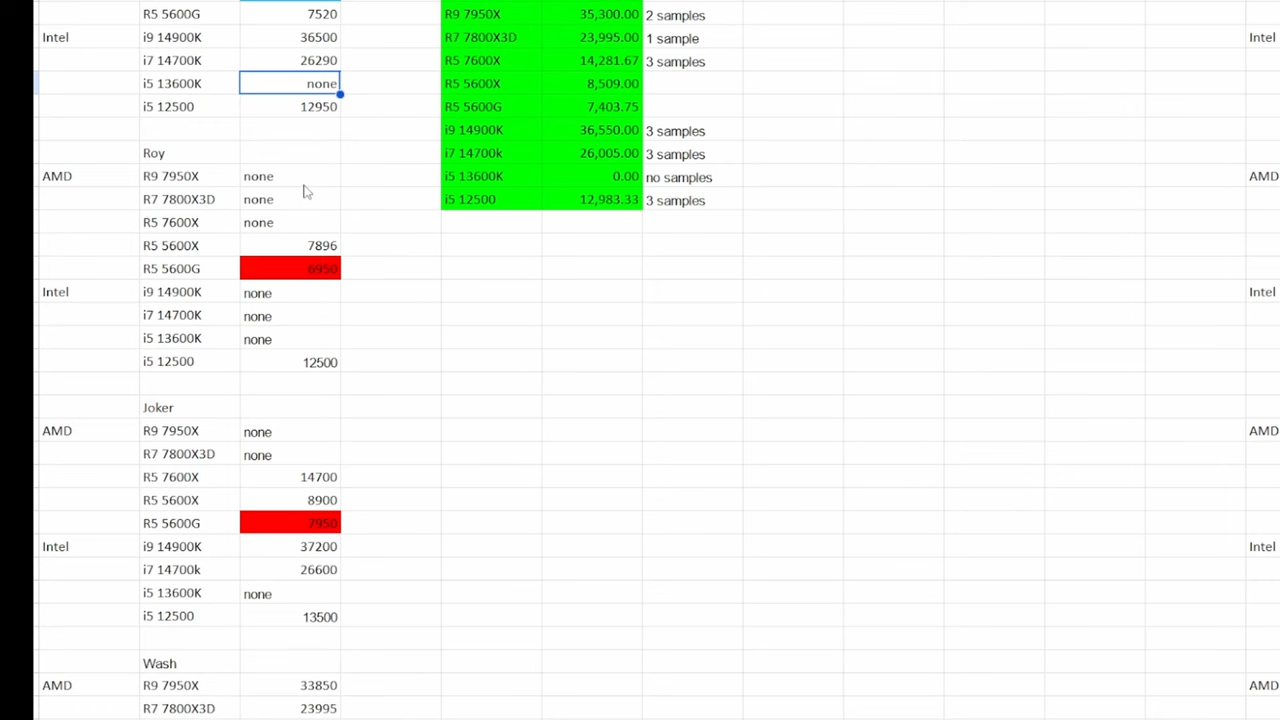 R5 5600G 7520 R9 7950X 35,300.00 2 samples
Intel i9 14900K 36500 R7 7800X3D 23,995.00 1 sample Intel
i7 14700K 26290 R5 7600X 14,281.67 3 samples
i5 13600K none R5 5600X 8,509.00
i5 12500 12950 R5 5600G 7,403.75
i9 14900K 36,550.00 3 samples
Roy i7 14700k 26,005.00 3 samples
AMD R9 7950X none i5 13600K 0.00 no samples AMD
R7 7800X3D none i5 12500 12,983.33 3 samples
R5 7600X none
R5 5600X 7896
R5 5600G 6950
Intel i9 14900K none Intel
i7 14700K none
i5 13600K none
i5 12500 12500
Joker
AMD R9 7950X none AMD
R7 7800X3D none
R5 7600X 14700
R5 5600X 8900
R5 5600G 7950
Intel i9 14900K 37200 Intel
i7 14700k 26600
i5 13600K none
i5 12500 13500
Wash
AMD R9 7950X 33850 AMD
R7 7800X3D 23995